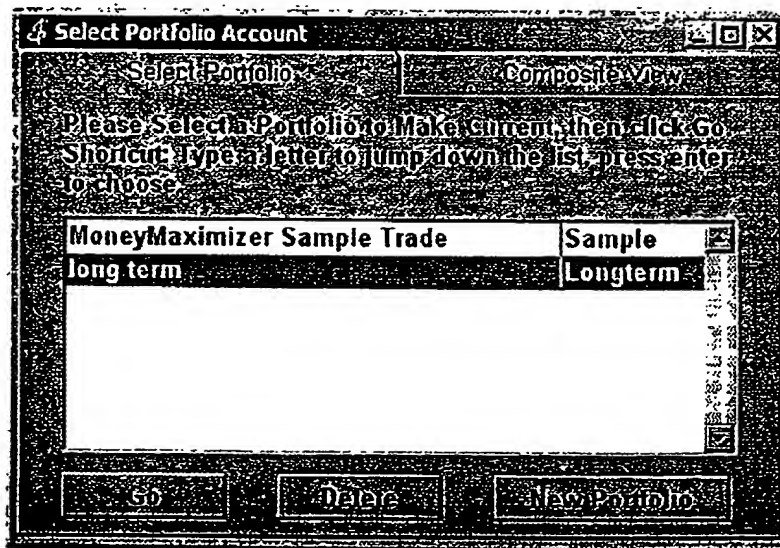 Select Portfolio Account
Select Portfolio Composite View
Please Select a Portfolio to Make Current, then click Go
Shortcut: Type a letter to jump down the list, press enter
to choose
MoneyMaximizer Sample Trade Sample
long term Longterm
Go Delete New Portfolio